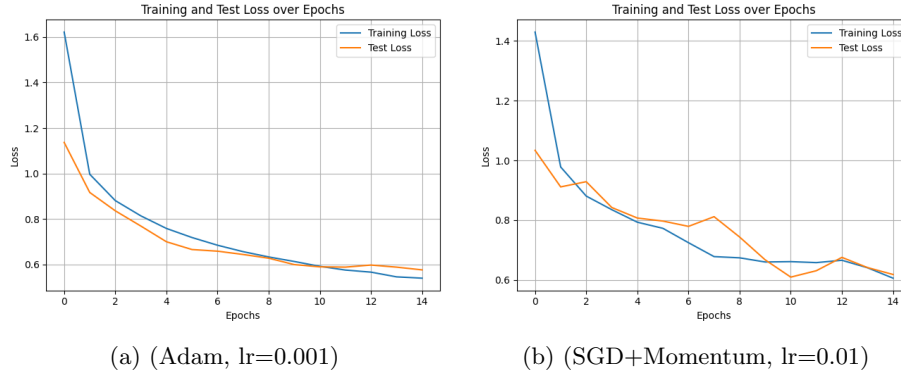 Training and Test Loss over Epochs
Training Loss
Test Loss
1.6
1.4
1.2
1.0
0.8
0.6
Loss
0 2 4 6 8 10 12 14
Epochs
(a) (Adam, lr=0.001)
Training and Test Loss over Epochs
Training Loss
Test Loss
1.4
1.2
1.0
0.8
0.6
Loss
0 2 4 6 8 10 12 14
Epochs
(b) (SGD+Momentum, lr=0.01)